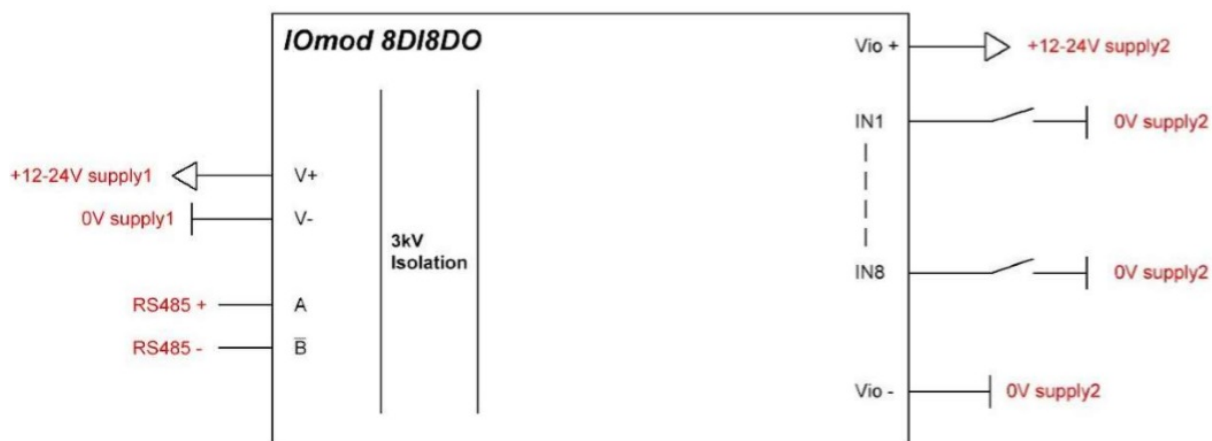 IOmod 8DI8DO
Vio +
+12-24V supply2
IN1
0V supply2
+12-24V supply1
V+
0V supply1
V-
3kV
Isolation
IN8
0V supply2
RS485 +
A
RS485 -
B̅
Vio -
0V supply2